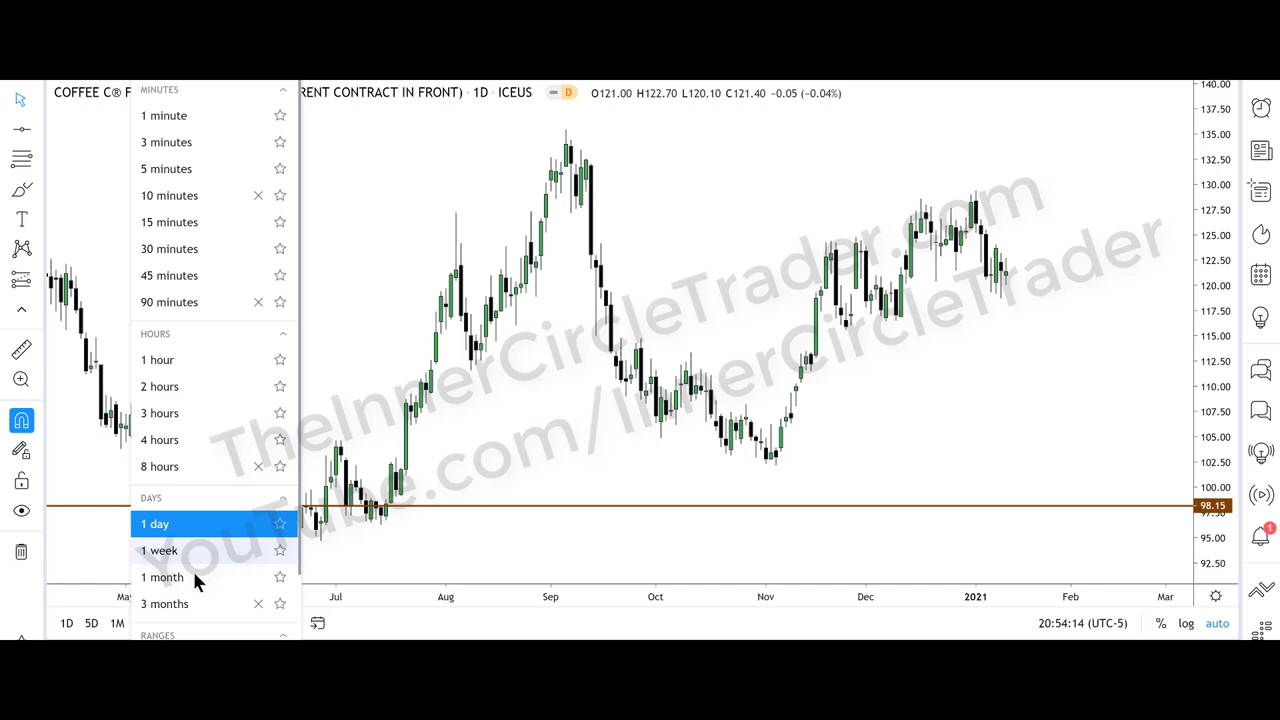 COFFEE C® F
RENT CONTRACT IN FRONT) · 1D · ICEUS
D
O121.00 H122.70 L120.10 C121.40 −0.05 (−0.04%)
MINUTES
1 minute
3 minutes
5 minutes
10 minutes
15 minutes
30 minutes
45 minutes
90 minutes
HOURS
1 hour
2 hours
3 hours
4 hours
8 hours
DAYS
1 day
1 week
1 month
3 months
RANGES
TheInnerCircleTrader.com
YouTube.com/InnerCircleTrader
140.00
137.50
135.00
132.50
130.00
127.50
125.00
122.50
120.00
117.50
115.00
112.50
110.00
107.50
105.00
102.50
100.00
98.15
97.50
95.00
92.50
May
Jul
Aug
Sep
Oct
Nov
Dec
2021
Feb
Mar
1D 5D 1M
20:54:14 (UTC-5)
% log auto
T
1